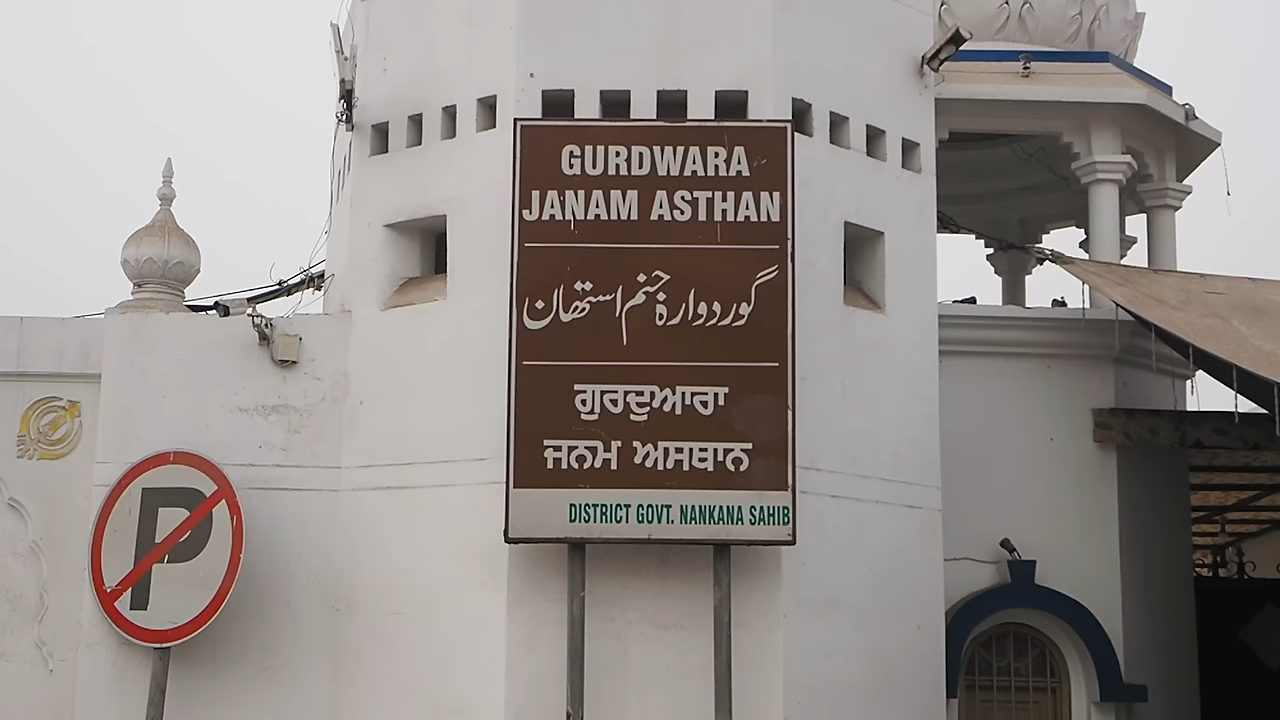 GURDWARA
JANAM ASTHAN
گوردوارہ جنم استھان
ਗੁਰਦੁਆਰਾ
ਜਨਮ ਅਸਥਾਨ
DISTRICT GOVT. NANKANA SAHIB
P